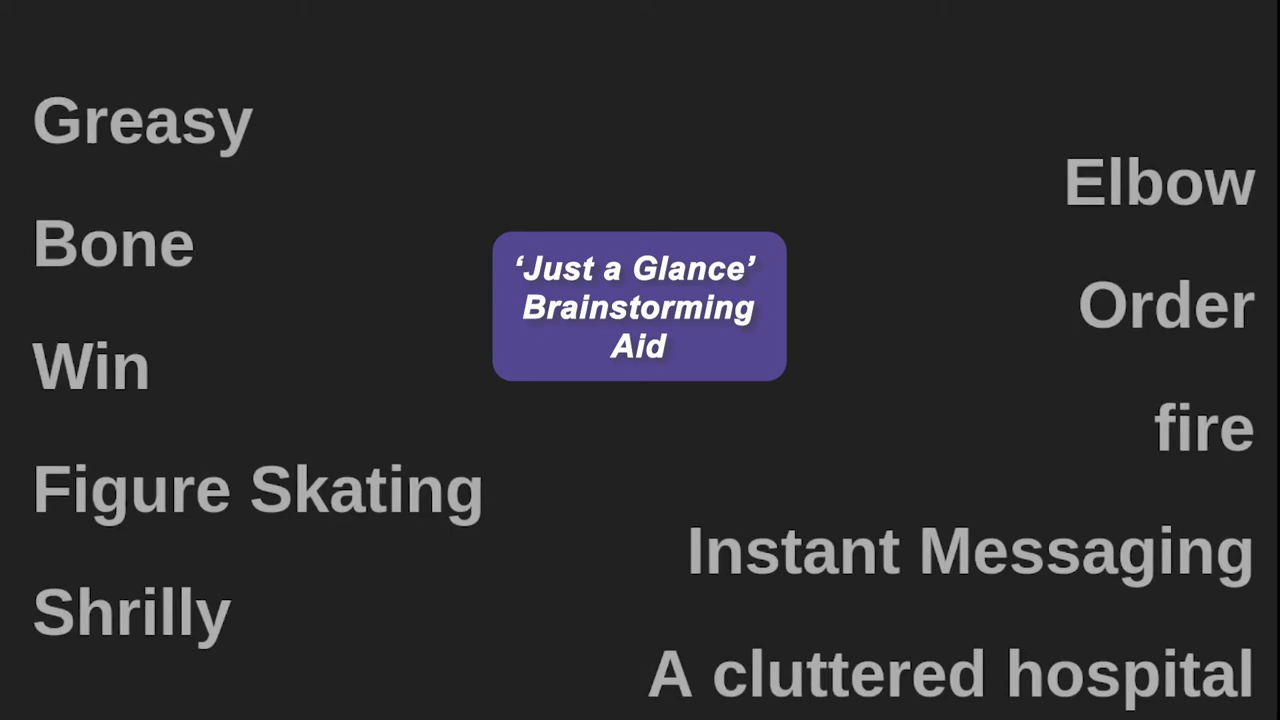 Greasy
Bone
Win
Figure Skating
Shrilly
‘Just a Glance’
Brainstorming
Aid
Elbow
Order
fire
Instant Messaging
A cluttered hospital